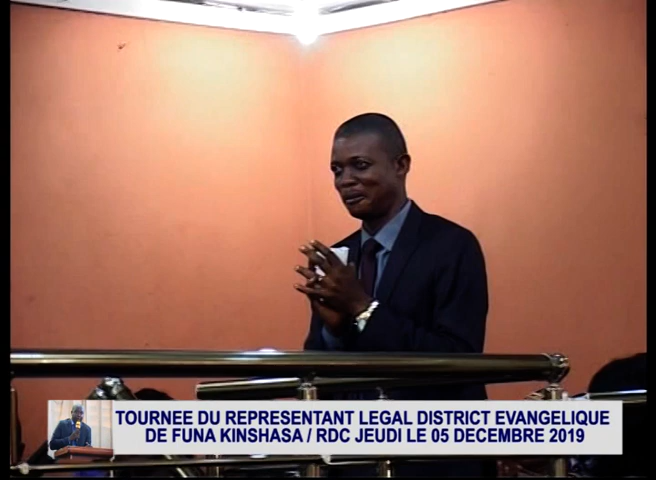 TOURNEE DU REPRESENTANT LEGAL DISTRICT EVANGELIQUE
DE FUNA KINSHASA / RDC JEUDI LE 05 DECEMBRE 2019